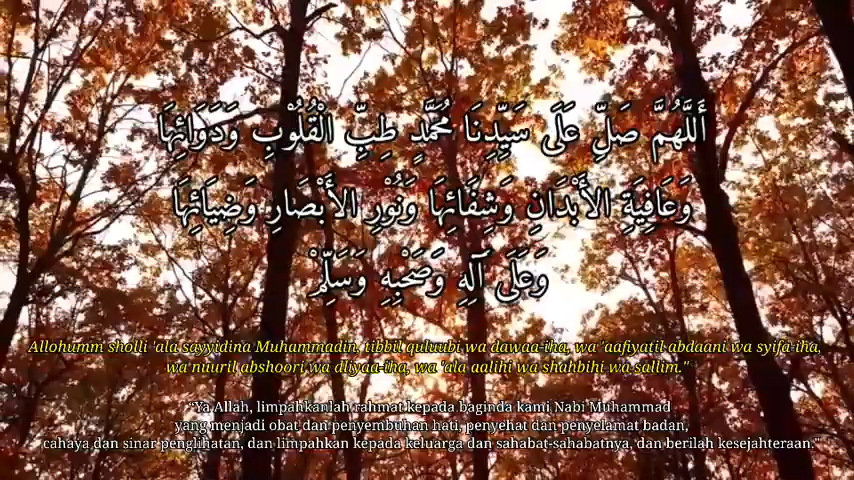 أَللَّهُمَّ صَلِّ عَلَى سَيِّدِنَا مُحَمَّدٍ طِبِّ الْقُلُوْبِ وَدَوَائِهَا
وَعَافِيَةِ الأَبْدَانِ وَشِفَائِهَا وَنُوْرِ الأَبْصَارِ وَضِيَائِهَا
وَعَلَى آلِهِ وَصَحْبِهِ وَسَلِّمْ
Allohumm sholli 'ala sayyidina Muhammadin, tibbil quluubi wa dawaa-iha, wa 'aafiyatil abdaani wa syifa-iha,
wa nuuril abshoori wa dliyaa-iha, wa 'ala aalihi wa shahbihi wa sallim."
"Ya Allah, limpahkanlah rahmat kepada baginda kami Nabi Muhammad
yang menjadi obat dan penyembuhan hati, penyehat dan penyelamat badan,
cahaya dan sinar penglihatan, dan limpahkan kepada keluarga dan sahabat-sahabatnya, dan berilah kesejahteraan."